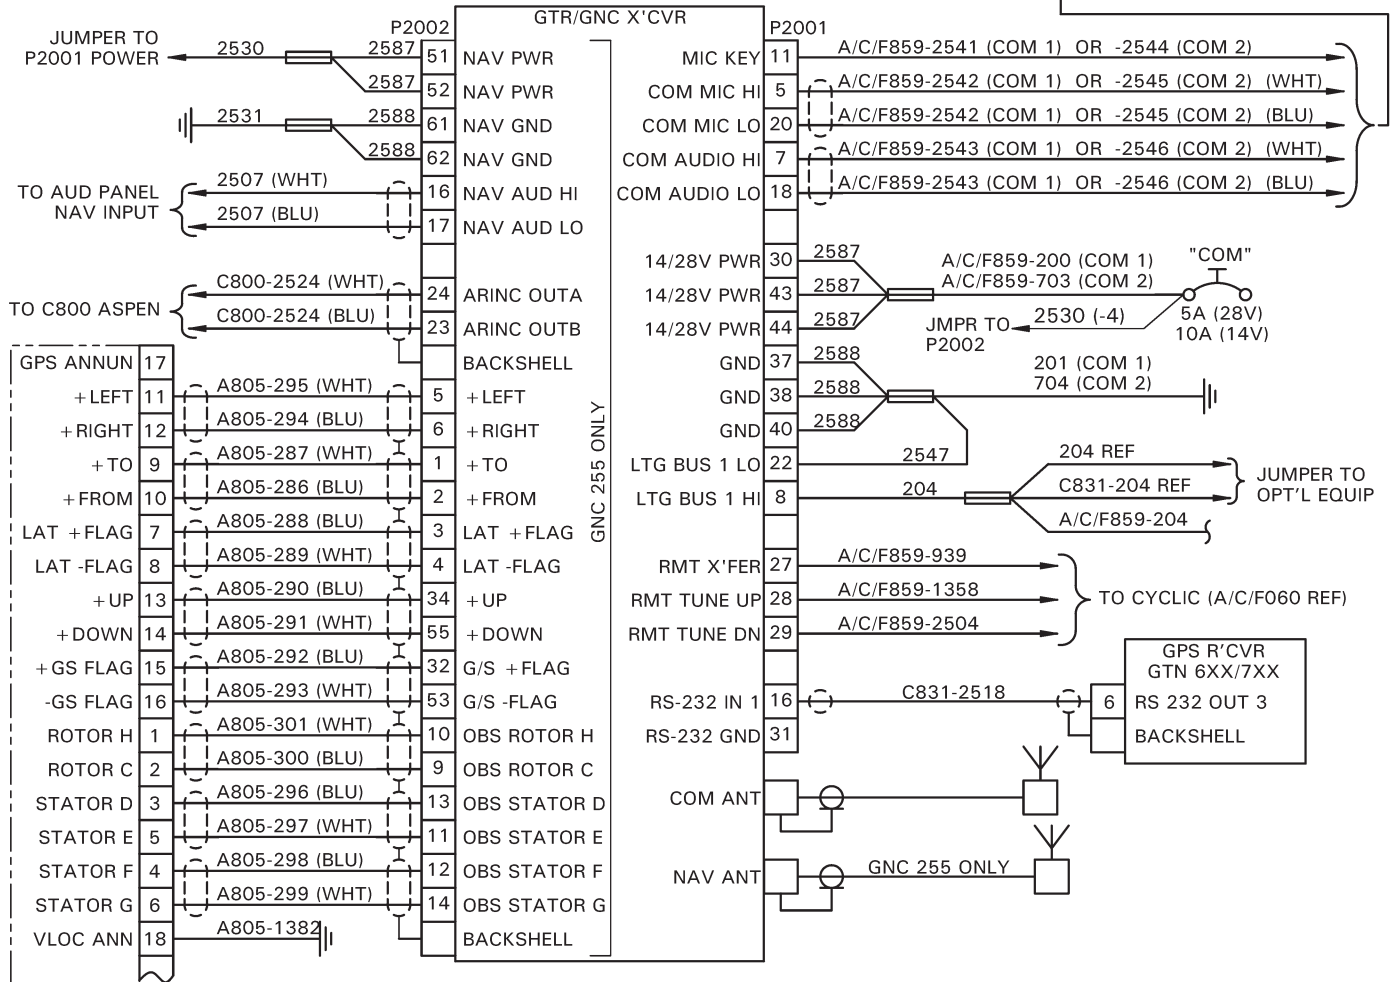 GTR/GNC X'CVR
P2002
P2001
JUMPER TO
P2001 POWER
2530
2587
51 NAV PWR
2587
52 NAV PWR
2531
2588
61 NAV GND
2588
62 NAV GND
TO AUD PANEL
NAV INPUT
2507 (WHT)
16 NAV AUD HI
2507 (BLU)
17 NAV AUD LO
TO C800 ASPEN
C800-2524 (WHT)
24 ARINC OUTA
C800-2524 (BLU)
23 ARINC OUTB
BACKSHELL
GPS ANNUN 17
+LEFT 11 A805-295 (WHT) 5 +LEFT
+RIGHT 12 A805-294 (BLU) 6 +RIGHT
+TO 9 A805-287 (WHT) 1 +TO
+FROM 10 A805-286 (BLU) 2 +FROM
LAT +FLAG 7 A805-288 (BLU) 3 LAT +FLAG
LAT -FLAG 8 A805-289 (WHT) 4 LAT -FLAG
+UP 13 A805-290 (BLU) 34 +UP
+DOWN 14 A805-291 (WHT) 55 +DOWN
+GS FLAG 15 A805-292 (BLU) 32 G/S +FLAG
-GS FLAG 16 A805-293 (WHT) 53 G/S -FLAG
ROTOR H 1 A805-301 (WHT) 10 OBS ROTOR H
ROTOR C 2 A805-300 (BLU) 9 OBS ROTOR C
STATOR D 3 A805-296 (BLU) 13 OBS STATOR D
STATOR E 5 A805-297 (WHT) 11 OBS STATOR E
STATOR F 4 A805-298 (BLU) 12 OBS STATOR F
STATOR G 6 A805-299 (WHT) 14 OBS STATOR G
VLOC ANN 18 A805-1382
BACKSHELL
GNC 255 ONLY
MIC KEY 11 A/C/F859-2541 (COM 1) OR -2544 (COM 2)
COM MIC HI 5 A/C/F859-2542 (COM 1) OR -2545 (COM 2) (WHT)
COM MIC LO 20 A/C/F859-2542 (COM 1) OR -2545 (COM 2) (BLU)
COM AUDIO HI 7 A/C/F859-2543 (COM 1) OR -2546 (COM 2) (WHT)
COM AUDIO LO 18 A/C/F859-2543 (COM 1) OR -2546 (COM 2) (BLU)
14/28V PWR 30 2587
14/28V PWR 43 2587
14/28V PWR 44 2587
A/C/F859-200 (COM 1)
A/C/F859-703 (COM 2)
"COM"
5A (28V)
10A (14V)
JMPR TO
P2002
2530 (-4)
GND 37 2588
GND 38 2588
GND 40 2588
201 (COM 1)
704 (COM 2)
LTG BUS 1 LO 22 2547
LTG BUS 1 HI 8 204
204 REF
C831-204 REF
A/C/F859-204
JUMPER TO
OPT'L EQUIP
RMT X'FER 27 A/C/F859-939
RMT TUNE UP 28 A/C/F859-1358
RMT TUNE DN 29 A/C/F859-2504
TO CYCLIC (A/C/F060 REF)
GPS R'CVR
GTN 6XX/7XX
RS-232 IN 1 16 C831-2518 6 RS 232 OUT 3
RS-232 GND 31
BACKSHELL
COM ANT
NAV ANT
GNC 255 ONLY